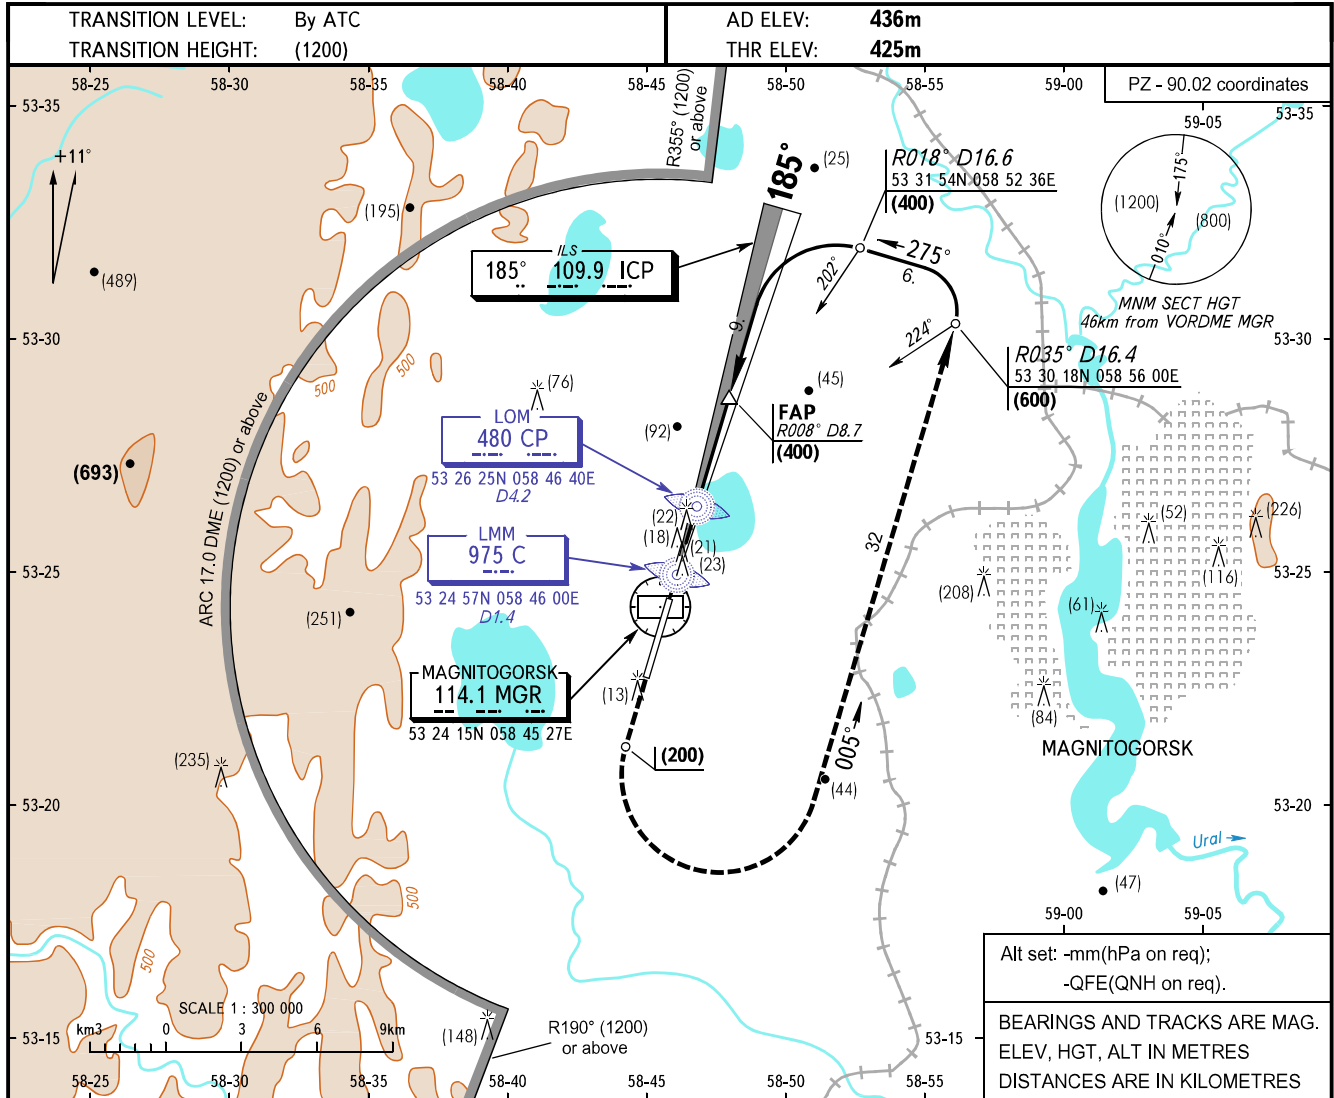 TRANSITION LEVEL: By ATC
TRANSITION HEIGHT: (1200)
AD ELEV: 436m
THR ELEV: 425m
58-25 58-30 58-35 58-40 58-45 58-50 58-55 59-00
PZ - 90.02 coordinates
53-35
53-35
59-05
+11°
R355° (1200)
or above
185°
(25)
R018° D16.6
53 31 54N 058 52 36E
(400)
175°
(1200)
(800)
010°
(195)
(489)
ILS
185° 109.9 ICP
275°
6.
202°
MNM SECT HGT
46km from VORDME MGR
53-30
53-30
9.
224°
R035° D16.4
53 30 18N 058 56 00E
(600)
500
500
(76)
(45)
FAP
R008° D8.7
(400)
LOM
480 CP
53 26 25N 058 46 40E
D4.2
(92)
(693)
ARC 17.0 DME (1200) or above
(22)
(18)
(21)
(23)
32
(52)
(226)
(116)
LMM
975 C
53 24 57N 058 46 00E
D1.4
53-25
53-25
(208)
(61)
(251)
MAGNITOGORSK
114.1 MGR
53 24 15N 058 45 27E
(13)
(84)
MAGNITOGORSK
005°
(200)
(235)
(44)
53-20
53-20
Ural
(47)
500
500
59-00 59-05
Alt set: -mm(hPa on req);
-QFE(QNH on req).
SCALE 1 : 300 000
km3 0 3 6 9km
(148)
R190° (1200)
or above
53-15
53-15
BEARINGS AND TRACKS ARE MAG.
ELEV, HGT, ALT IN METRES
DISTANCES ARE IN KILOMETRES
58-25 58-30 58-35 58-40 58-45 58-50 58-55